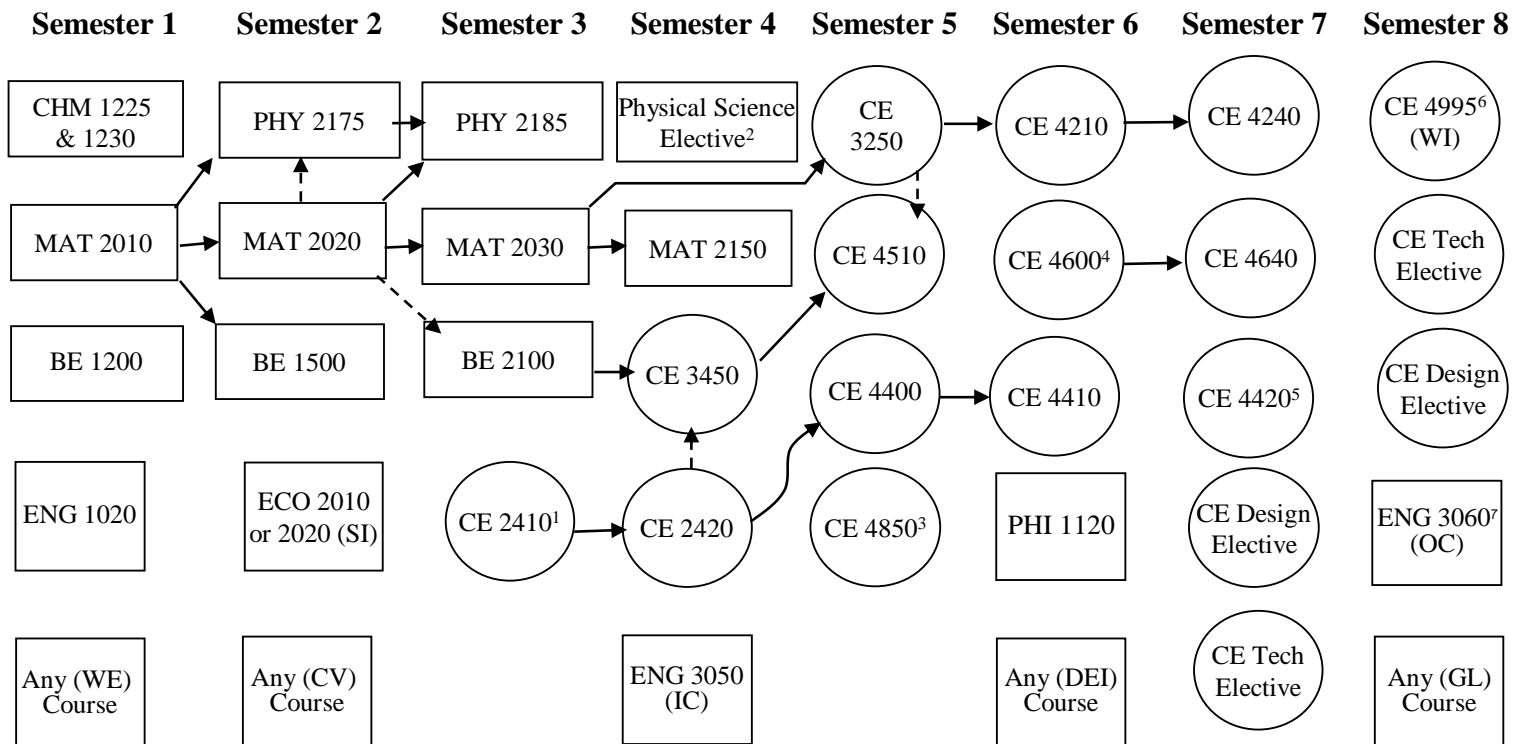 Semester 1 Semester 2 Semester 3 Semester 4 Semester 5 Semester 6 Semester 7 Semester 8
CHM 1225
& 1230
PHY 2175
PHY 2185
Physical Science
Elective²
CE
3250
CE 4210
CE 4240
CE 4995⁶
(WI)
MAT 2010
MAT 2020
MAT 2030
MAT 2150
CE 4510
CE 4600⁴
CE 4640
CE Tech
Elective
BE 1200
BE 1500
BE 2100
CE 3450
CE 4400
CE 4410
CE 4420⁵
CE Design
Elective
ENG 1020
ECO 2010
or 2020 (SI)
CE 2410¹
CE 2420
CE 4850³
PHI 1120
CE Design
Elective
ENG 3060⁷
(OC)
Any (WE)
Course
Any (CV)
Course
ENG 3050
(IC)
Any (DEI)
Course
CE Tech
Elective
Any (GL)
Course